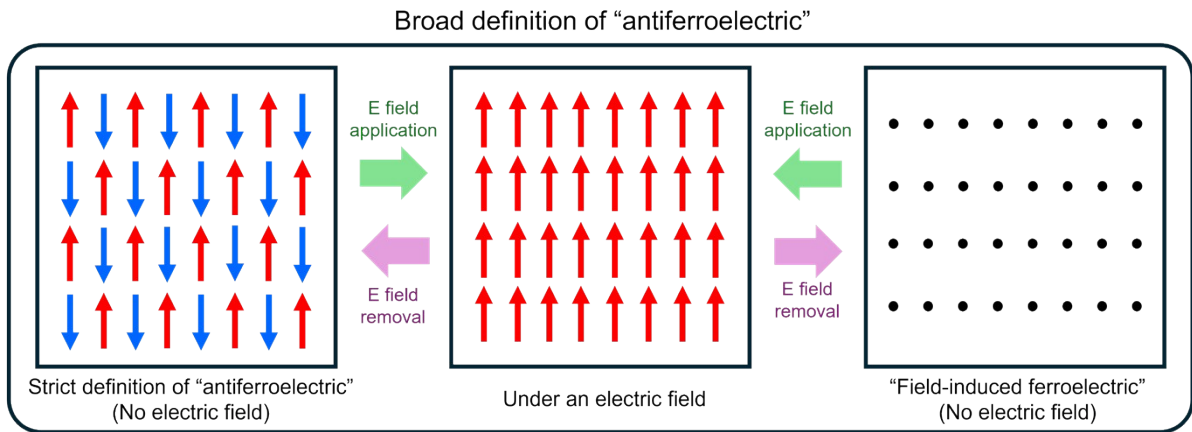 Broad definition of “antiferroelectric”
E field
application
E field
removal
E field
application
E field
removal
Strict definition of “antiferroelectric”
(No electric field)
Under an electric field
“Field-induced ferroelectric”
(No electric field)